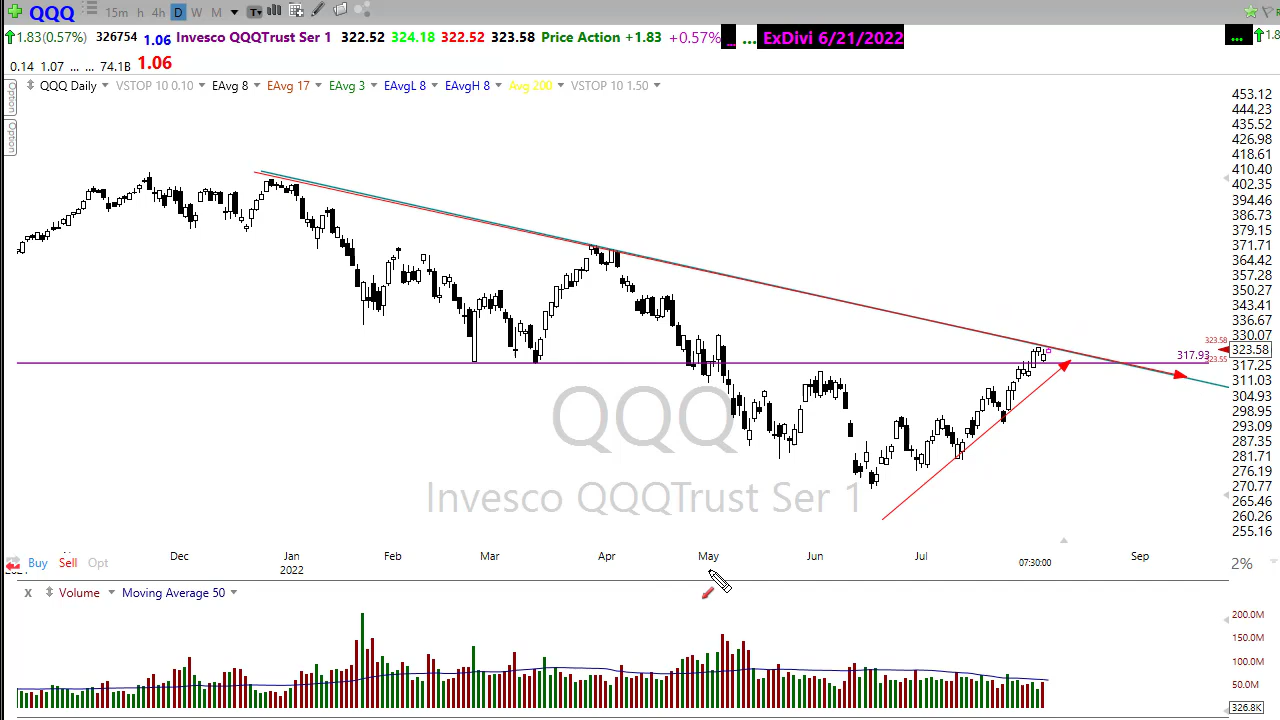 QQQ 15m h 4h D W M T
1.83(0.57%) 326754 1.06 Invesco QQQTrust Ser 1 322.52 324.18 322.52 323.58 Price Action +1.83 +0.57% ... ... ExDivi 6/21/2022 ... 1.8
0.14 1.07 ... ... 74.1B 1.06
Option
Option
QQQ Daily VSTOP 10 0.10 EAvg 8 EAvg 17 EAvg 3 EAvgL 8 EAvgH 8 Avg 200 VSTOP 10 1.50
453.12
444.23
435.52
426.98
418.61
410.40
402.35
394.46
386.73
379.15
371.71
364.42
357.28
350.27
343.41
336.67
330.07
323.58
323.58
317.93
323.55
317.25
311.03
304.93
298.95
293.09
287.35
281.71
276.19
270.77
265.46
260.26
255.16
QQQ
Invesco QQQTrust Ser 1
Dec Jan Feb Mar Apr May Jun Jul Sep
2022 07:30:00
Buy Sell Opt 2%
X Volume Moving Average 50
200.0M
150.0M
100.0M
50.0M
326.8K